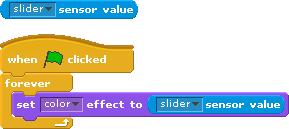 slider sensor value
when clicked
forever
set color effect to slider sensor value